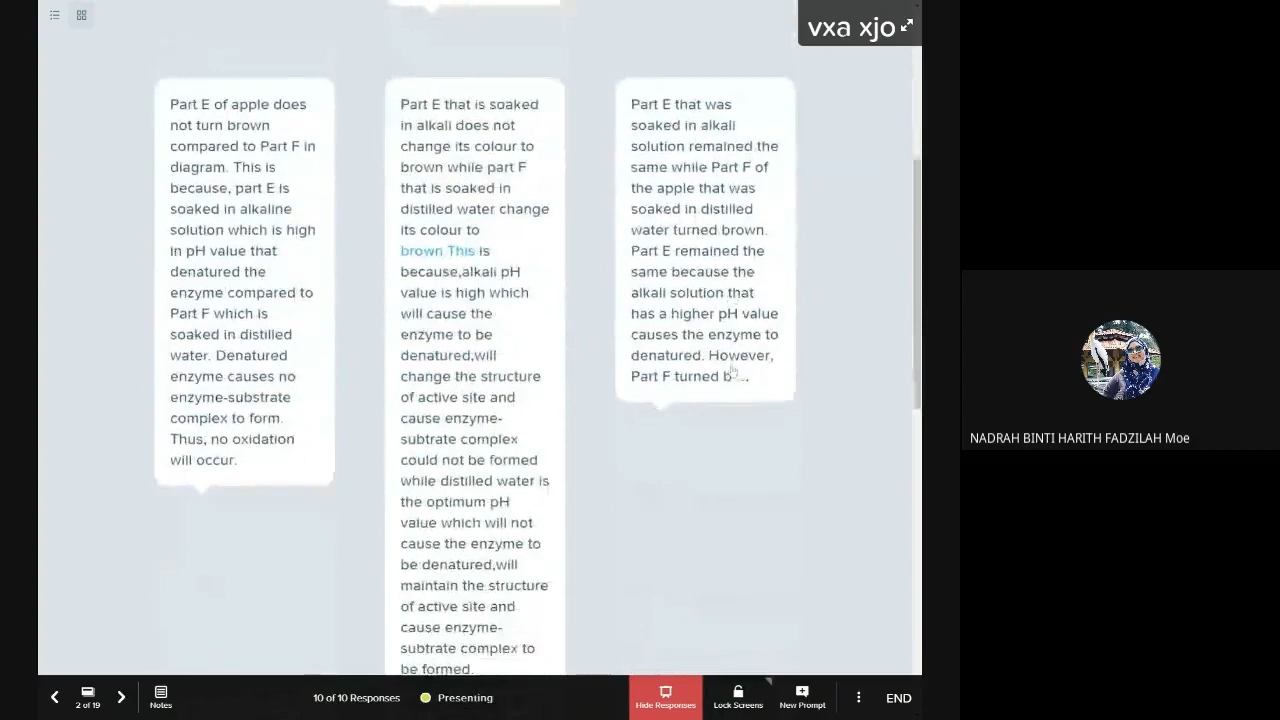 vxa xjo
Part E of apple does
not turn brown
compared to Part F in
diagram. This is
because, part E is
soaked in alkaline
solution which is high
in pH value that
denatured the
enzyme compared to
Part F which is
soaked in distilled
water. Denatured
enzyme causes no
enzyme-substrate
complex to form.
Thus, no oxidation
will occur.
Part E that is soaked
in alkali does not
change its colour to
brown while part F
that is soaked in
distilled water change
its colour to
brown This is
because,alkali pH
value is high which
will cause the
enzyme to be
denatured,will
change the structure
of active site and
cause enzyme-
subtrate complex
could not be formed
while distilled water is
the optimum pH
value which will not
cause the enzyme to
be denatured,will
maintain the structure
of active site and
cause enzyme-
subtrate complex to
be formed.
Part E that was
soaked in alkali
solution remained the
same while Part F of
the apple that was
soaked in distilled
water turned brown.
Part E remained the
same because the
alkali solution that
has a higher pH value
causes the enzyme to
denatured. However,
Part F turned b...
NADRAH BINTI HARITH FADZILAH Moe
2 of 19
Notes
10 of 10 Responses
Presenting
Hide Responses
Lock Screens
New Prompt
END